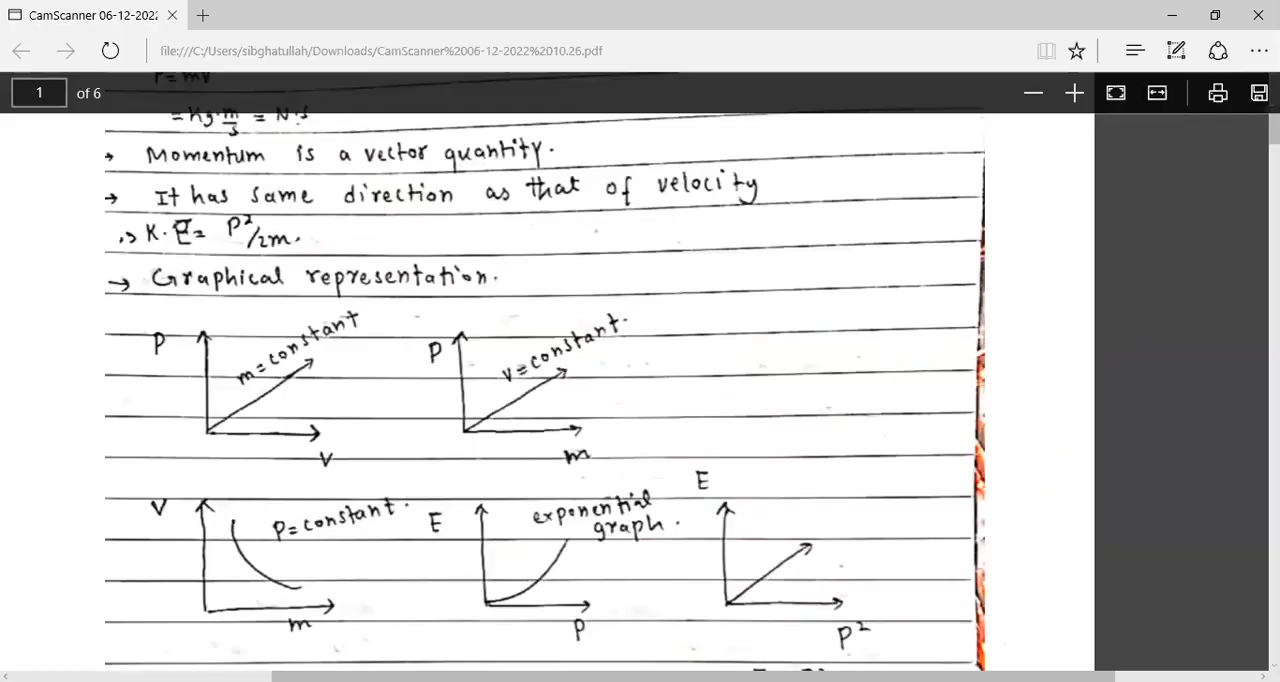 CamScanner 06-12-202
file:///C:/Users/sibghatullah/Downloads/CamScanner%2006-12-2022%2010.26.pdf
1 of 6
P = mv
= Kg.m/s = N.s
→ Momentum is a vector quantity.
→ It has same direction as that of velocity
K.E = P²/2m.
→ Graphical representation.
P m=constant V
P v=constant. m
V P=constant. m
E exponential graph. P
E P²